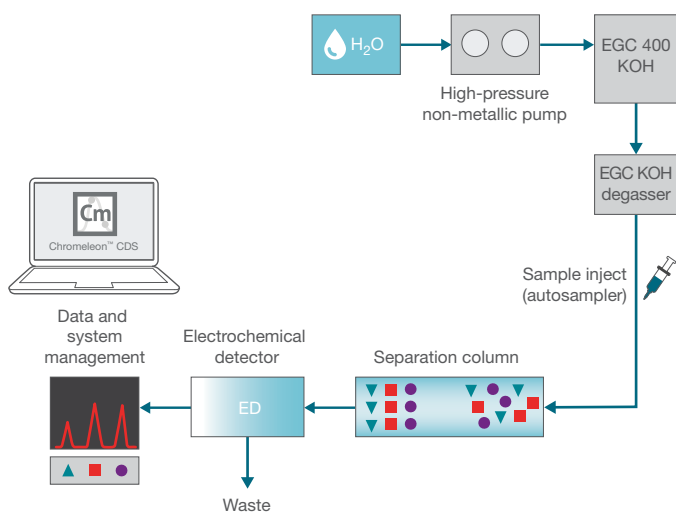 H₂O
EGC 400
KOH
High-pressure
non-metallic pump
EGC KOH
degasser
Cm
Chromeleon™ CDS
Sample inject
(autosampler)
Data and
system
management
Electrochemical
detector
Separation column
ED
Waste